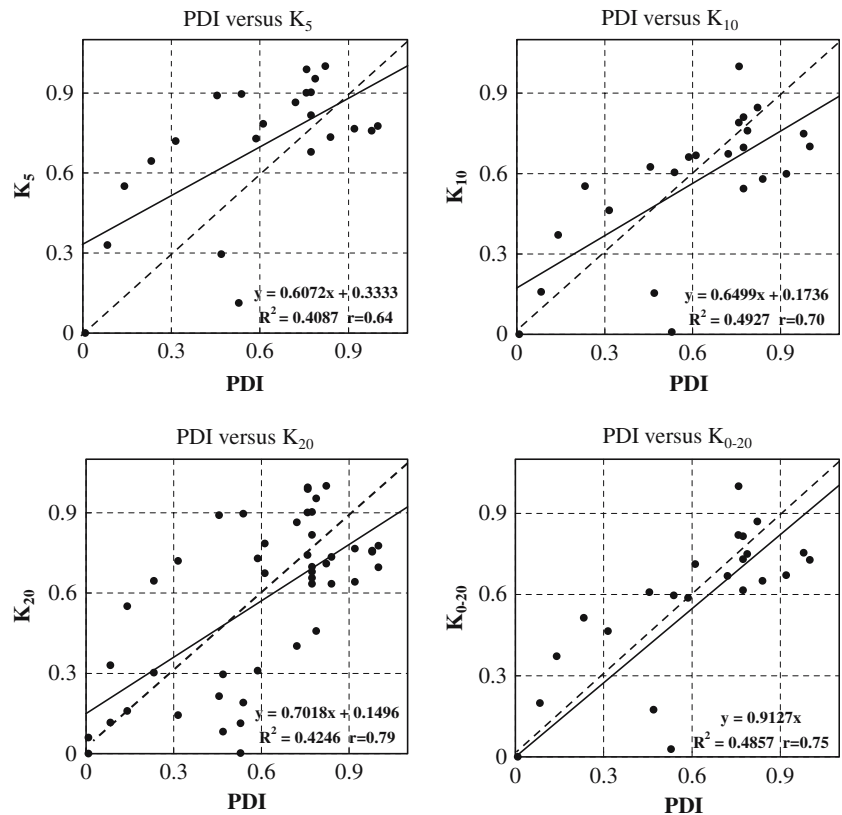 PDI versus K5
0.9
0.6
0.3
0
K5
y = 0.6072x + 0.3333
R² = 0.4087 r=0.64
0 0.3 0.6 0.9
PDI
PDI versus K10
0.9
0.6
0.3
0
K10
y = 0.6499x + 0.1736
R² = 0.4927 r=0.70
0 0.3 0.6 0.9
PDI
PDI versus K20
0.9
0.6
0.3
0
K20
y = 0.7018x + 0.1496
R² = 0.4246 r=0.79
0 0.3 0.6 0.9
PDI
PDI versus K0-20
0.9
0.6
0.3
0
K0-20
y = 0.9127x
R² = 0.4857 r=0.75
0 0.3 0.6 0.9
PDI